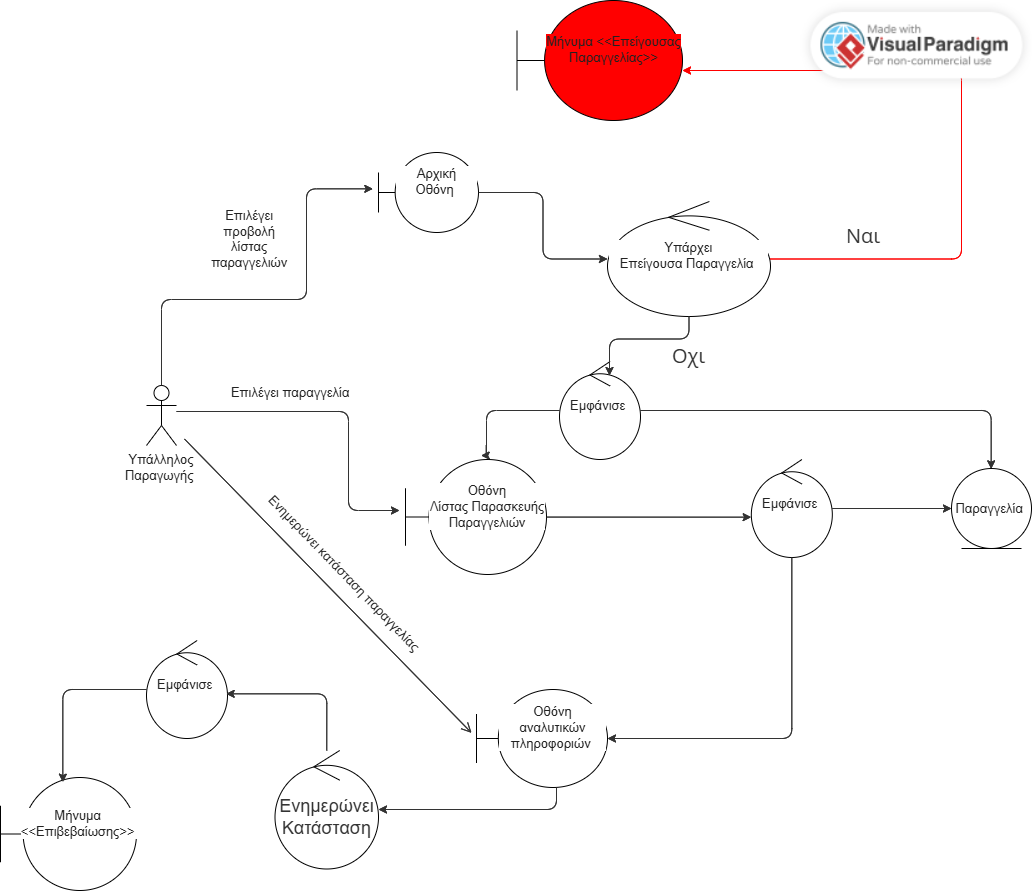 Μήνυμα <<Επείγουσας
Παραγγελίας>>
Made with
Visual Paradigm
For non-commercial use
Αρχική
Οθόνη
Επιλέγει
προβολή
λίστας
παραγγελιών
Υπάρχει
Επείγουσα Παραγγελία
Ναι
Οχι
Εμφάνισε
Επιλέγει παραγγελία
Υπάλληλος
Παραγωγής
Οθόνη
Λίστας Παρασκευής
Παραγγελιών
Εμφάνισε
Παραγγελία
Ενημερώνει κατάσταση παραγγελίας
Εμφάνισε
Οθόνη
αναλυτικών
πληροφοριών
Ενημερώνει
Κατάσταση
Μήνυμα
<<Επιβεβαίωσης>>